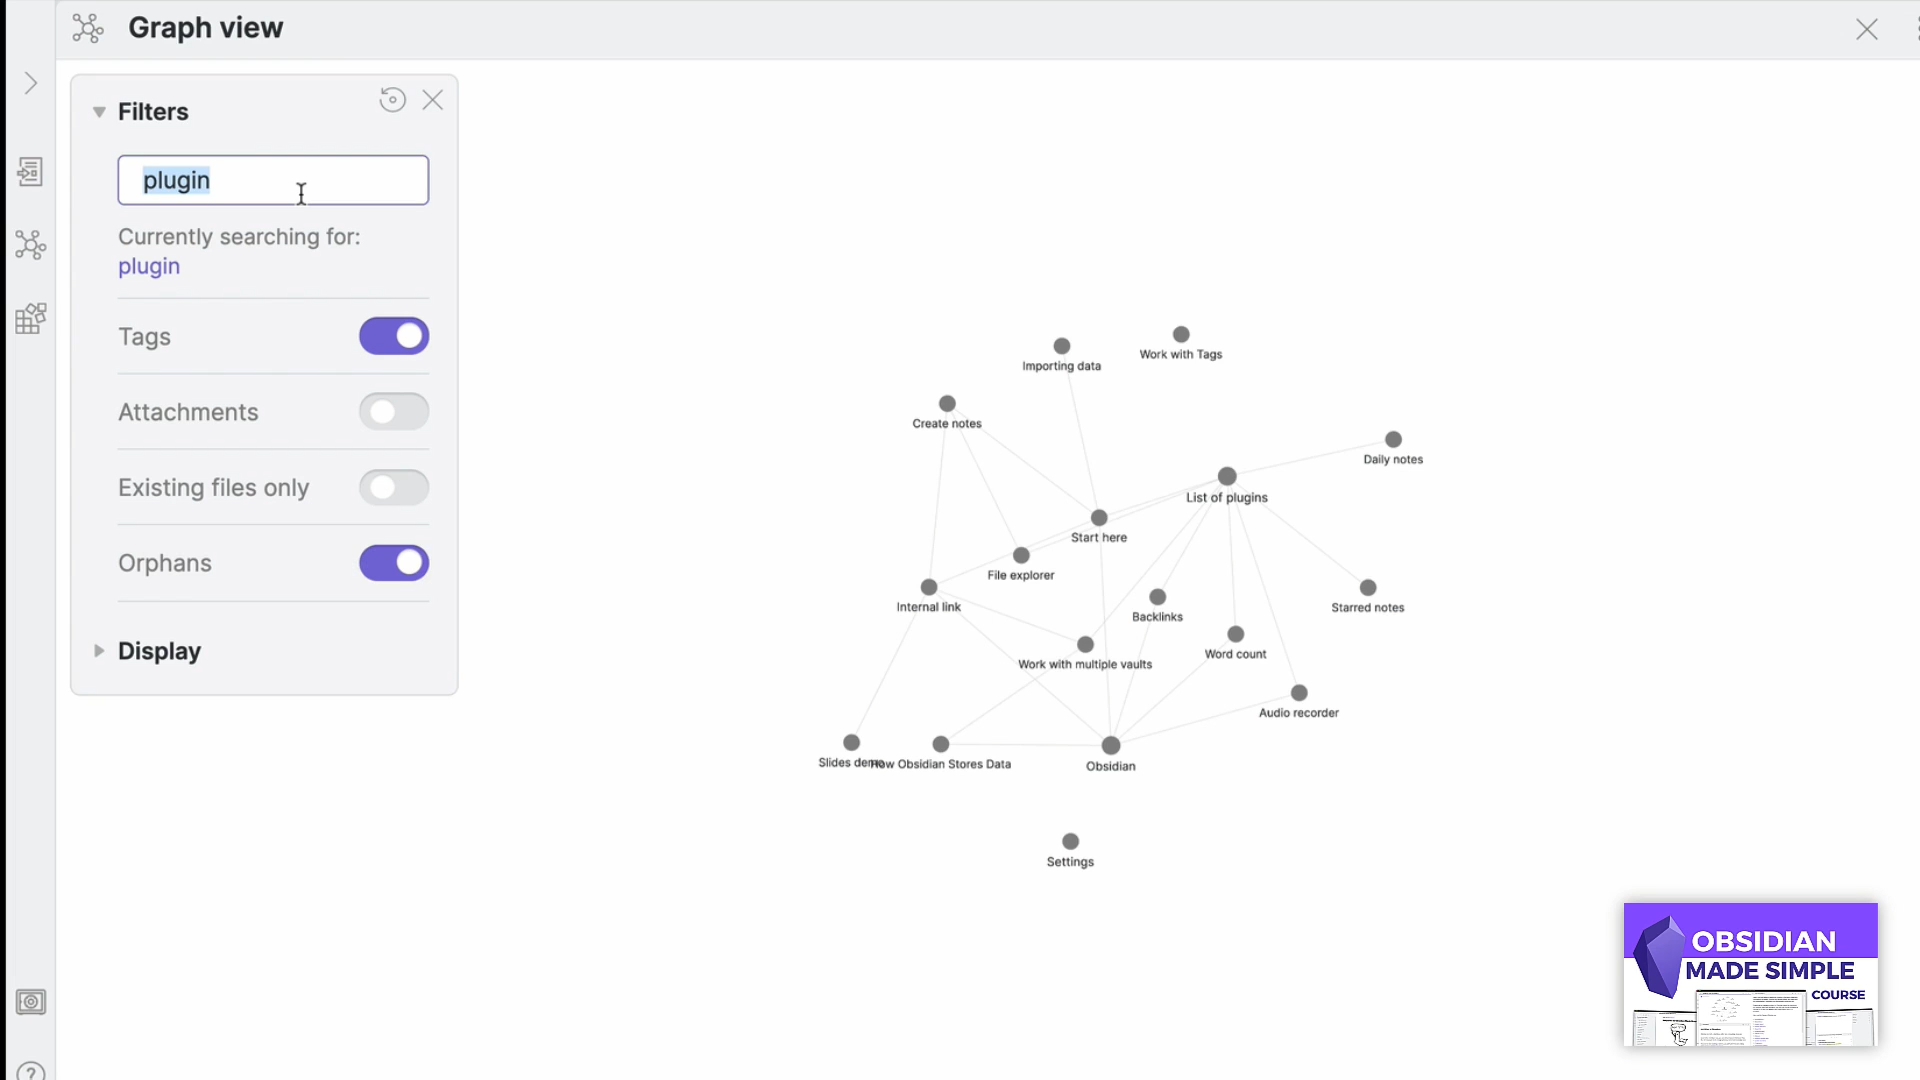 Graph view
Filters
plugin
Currently searching for:
plugin
Tags
Attachments
Existing files only
Orphans
Display
Importing data
Work with Tags
Create notes
Daily notes
List of plugins
Start here
File explorer
Internal link
Backlinks
Starred notes
Work with multiple vaults
Word count
Audio recorder
Slides demo
How Obsidian Stores Data
Obsidian
Settings
OBSIDIAN
MADE SIMPLE
COURSE